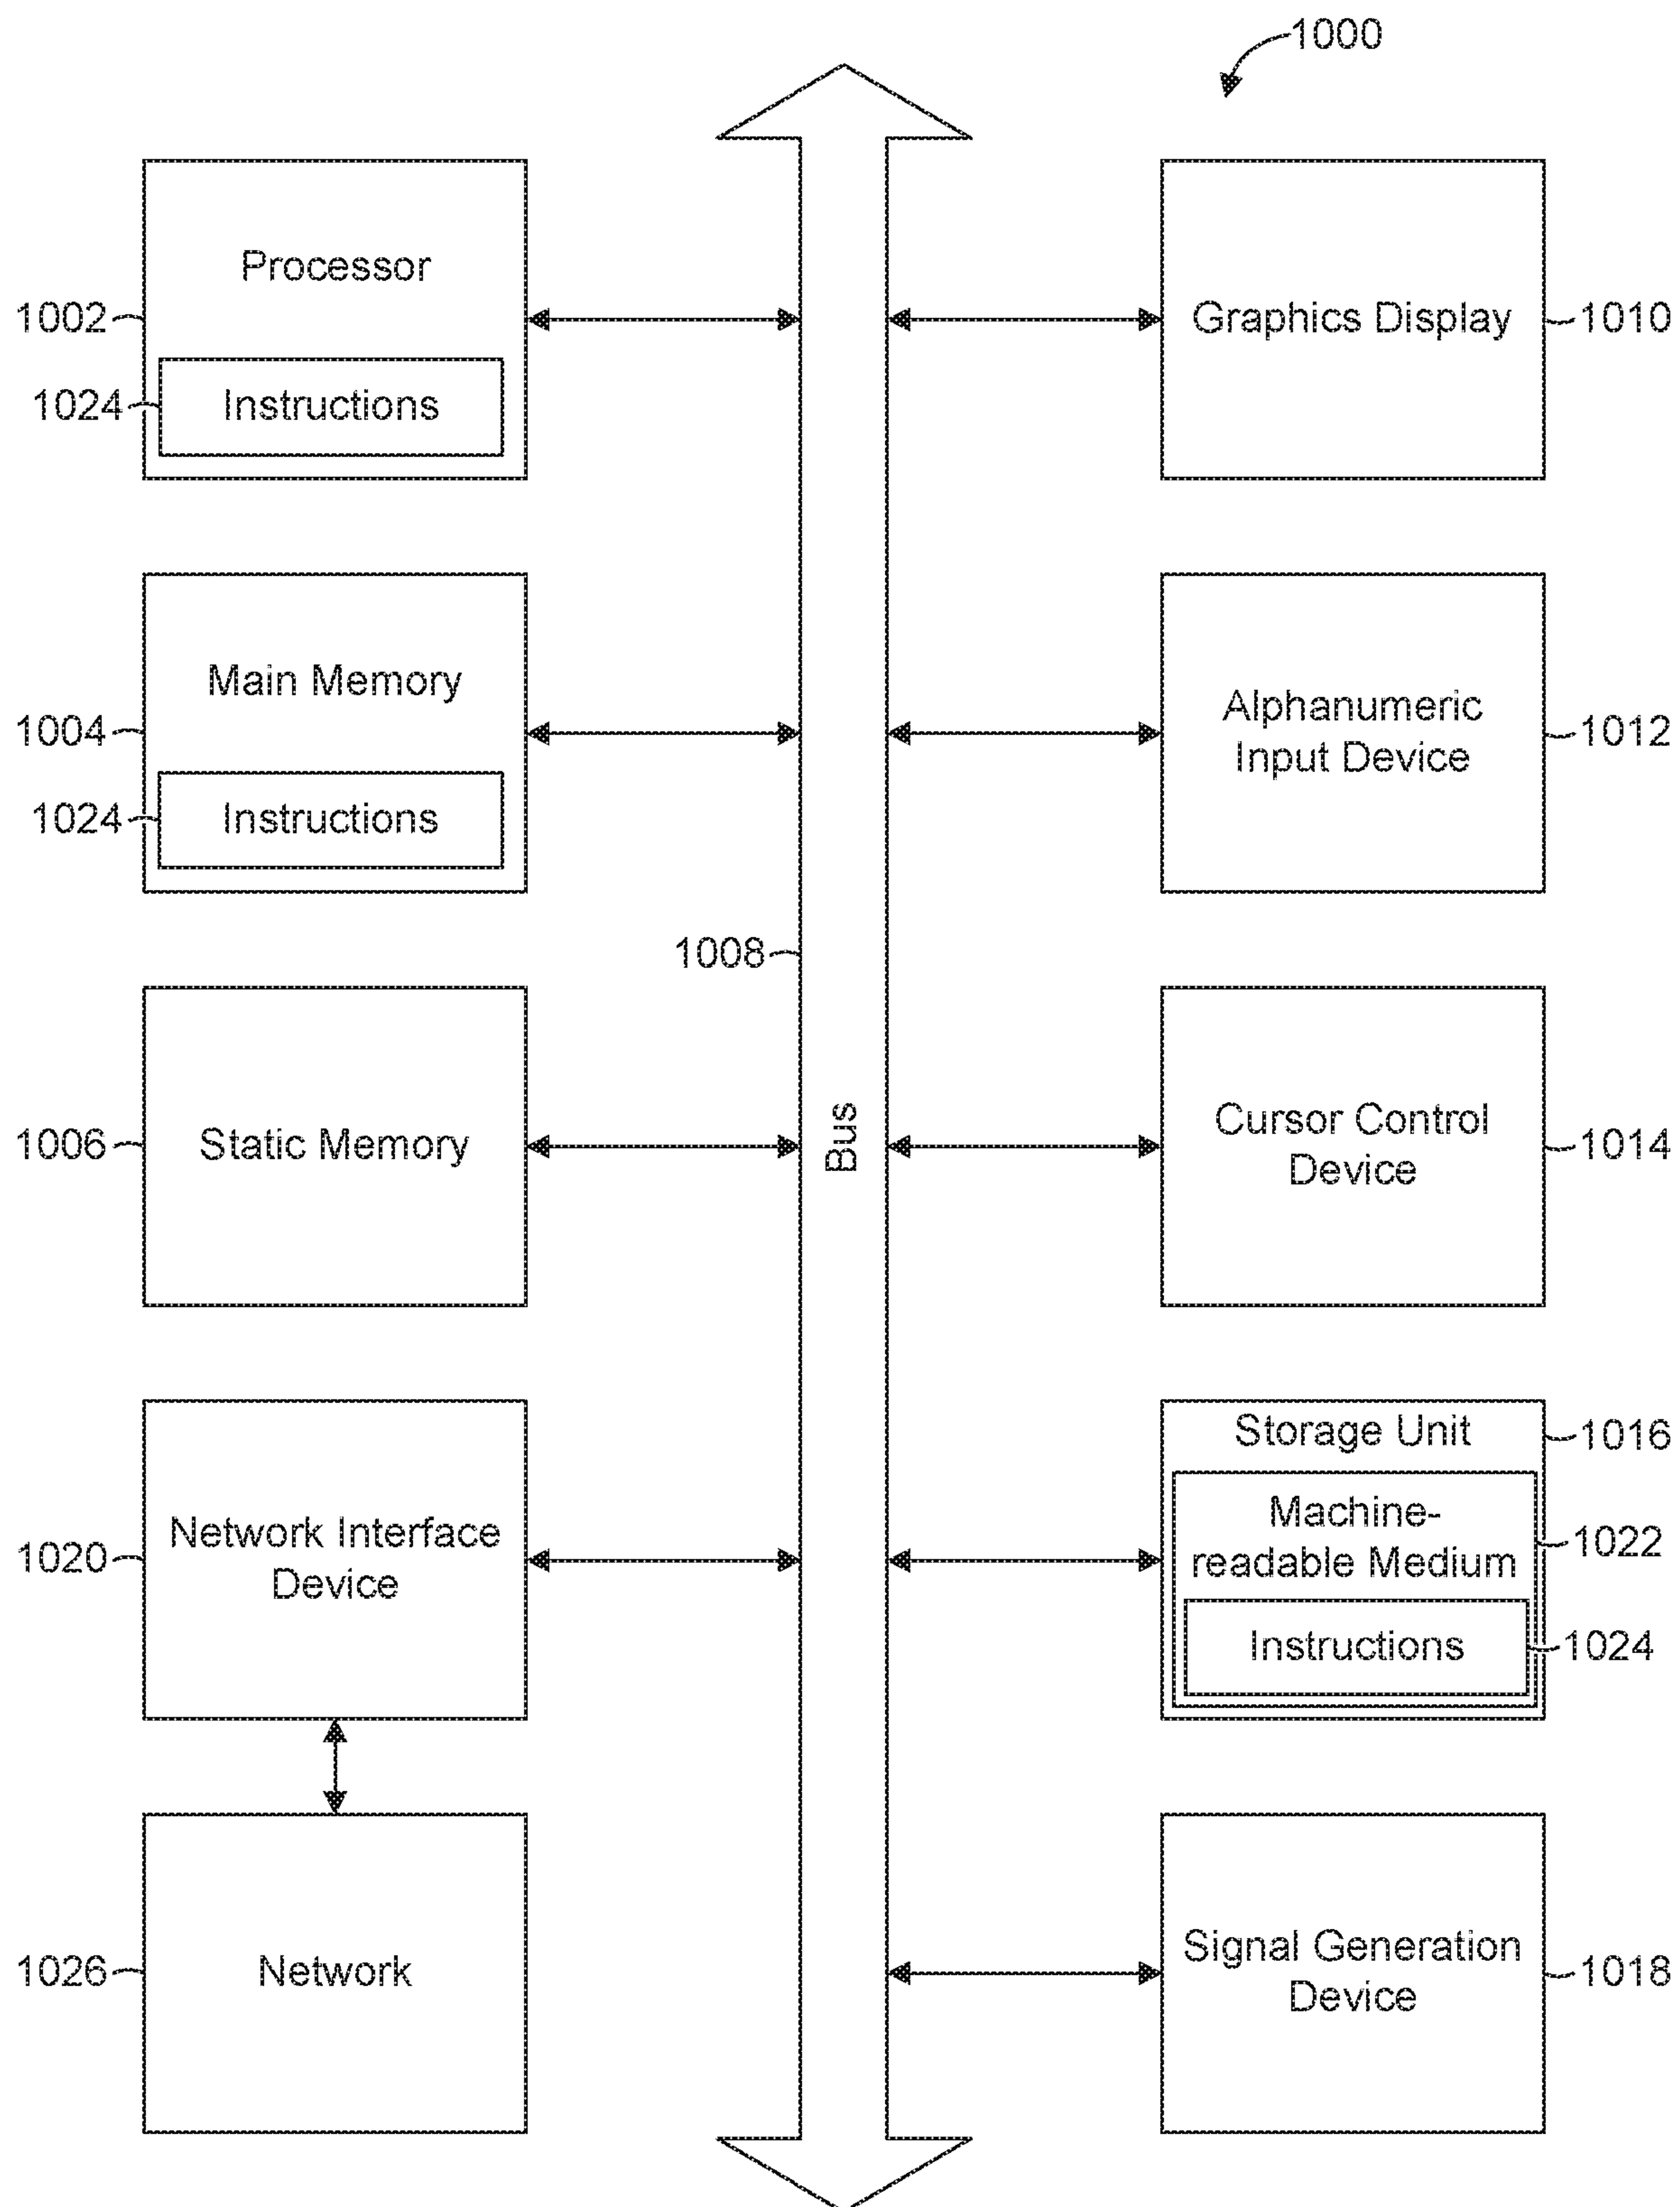 1000
Processor
1002
1024
Instructions
Graphics Display
1010
Main Memory
1004
1024
Instructions
Alphanumeric
Input Device
1012
1008
Bus
Static Memory
1006
Cursor Control
Device
1014
Network Interface
Device
1020
Storage Unit
1016
Machine-
readable Medium
1022
Instructions
1024
Network
1026
Signal Generation
Device
1018